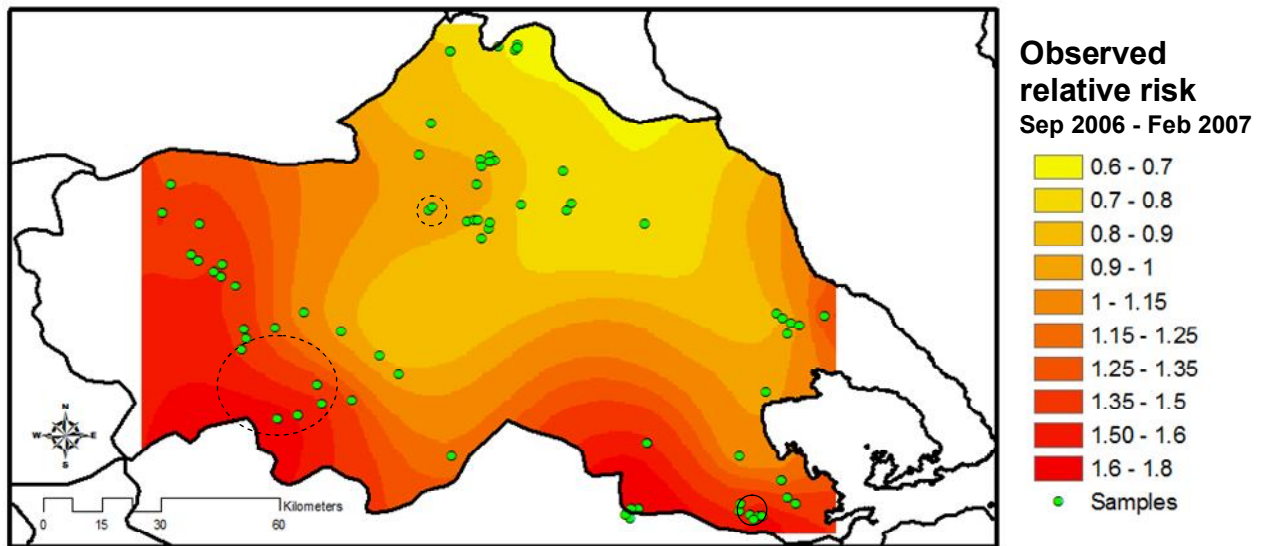 Observed
relative risk
Sep 2006 - Feb 2007
0.6 - 0.7
0.7 - 0.8
0.8 - 0.9
0.9 - 1
1 - 1.15
1.15 - 1.25
1.25 - 1.35
1.35 - 1.5
1.50 - 1.6
1.6 - 1.8
Samples
N
W E
S
Kilometers
0 15 30 60